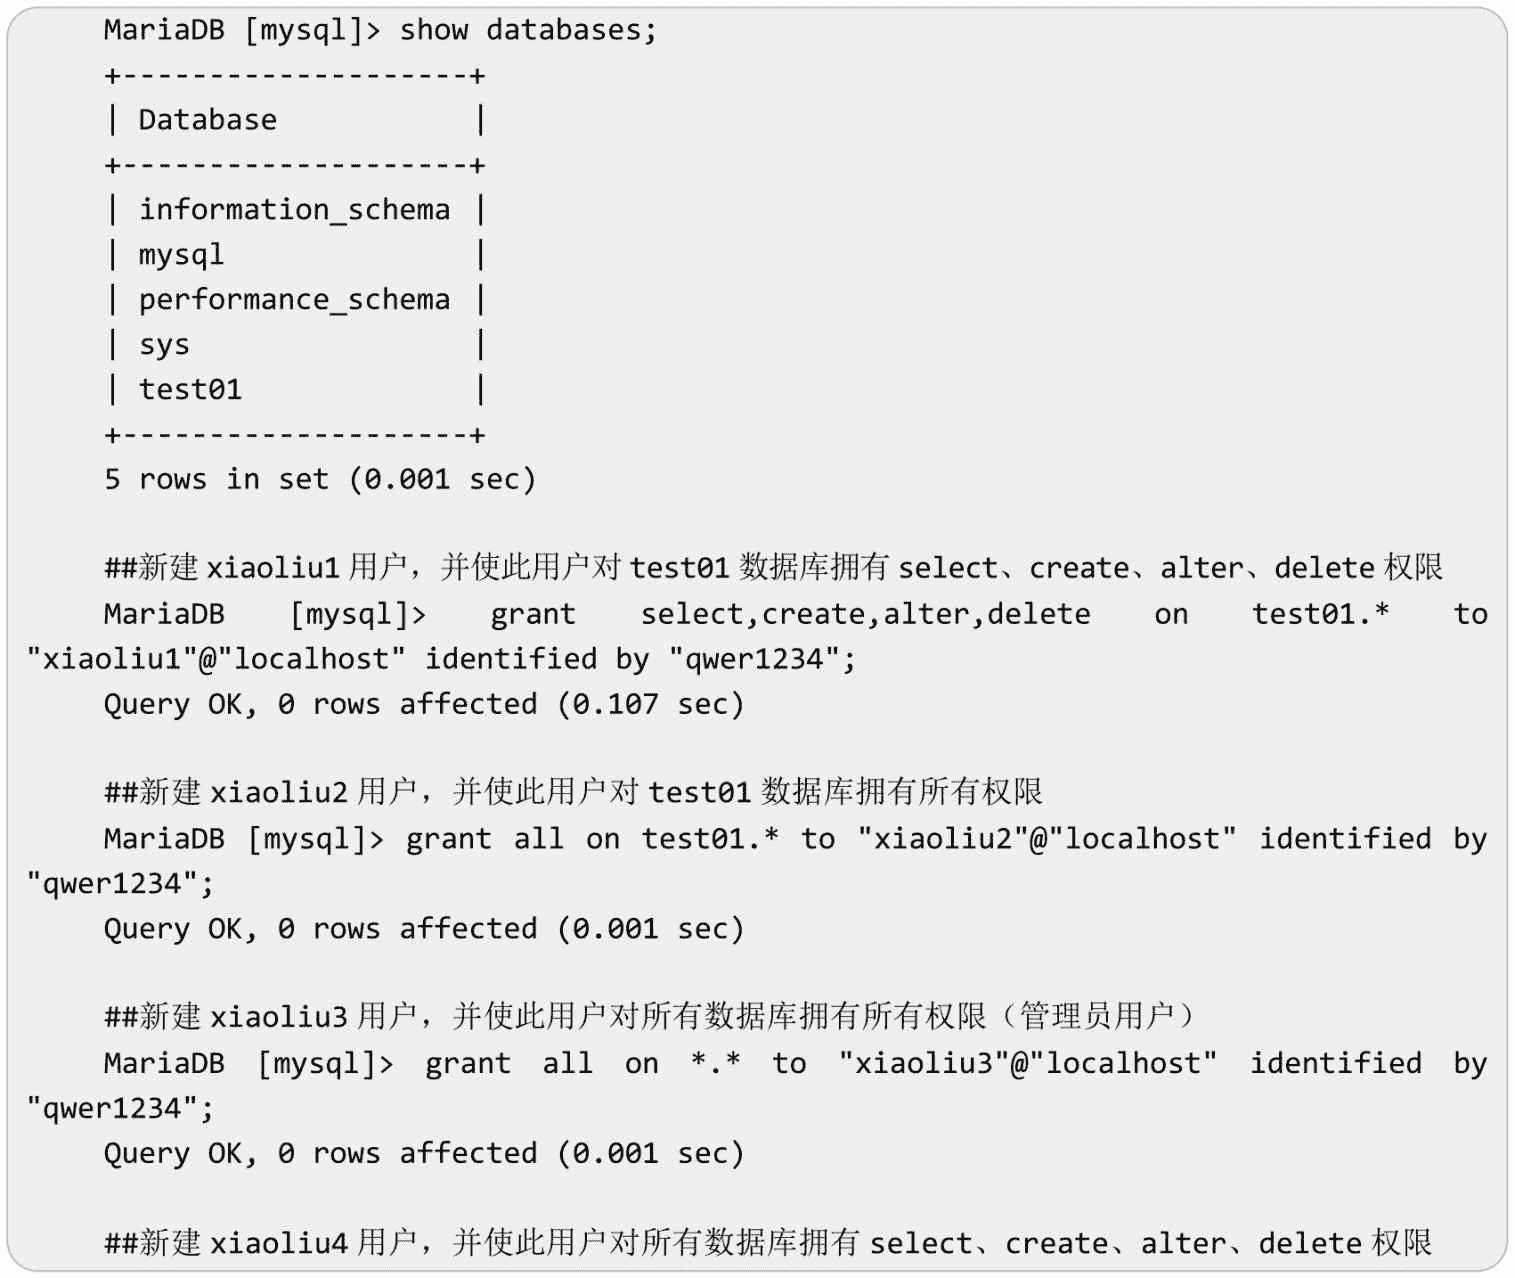 MariaDB [mysql]> show databases;
+--------------------+
| Database           |
+--------------------+
| information_schema |
| mysql              |
| performance_schema |
| sys                |
| test01             |
+--------------------+
5 rows in set (0.001 sec)
##新建 xiaoliu1 用户，并使此用户对 test01 数据库拥有 select、create、alter、delete 权限
MariaDB [mysql]> grant select,create,alter,delete on test01.* to
"xiaoliu1"@"localhost" identified by "qwer1234";
Query OK, 0 rows affected (0.107 sec)
##新建 xiaoliu2 用户，并使此用户对 test01 数据库拥有所有权限
MariaDB [mysql]> grant all on test01.* to "xiaoliu2"@"localhost" identified by
"qwer1234";
Query OK, 0 rows affected (0.001 sec)
##新建 xiaoliu3 用户，并使此用户对所有数据库拥有所有权限（管理员用户）
MariaDB [mysql]> grant all on *.* to "xiaoliu3"@"localhost" identified by
"qwer1234";
Query OK, 0 rows affected (0.001 sec)
##新建 xiaoliu4 用户，并使此用户对所有数据库拥有 select、create、alter、delete 权限